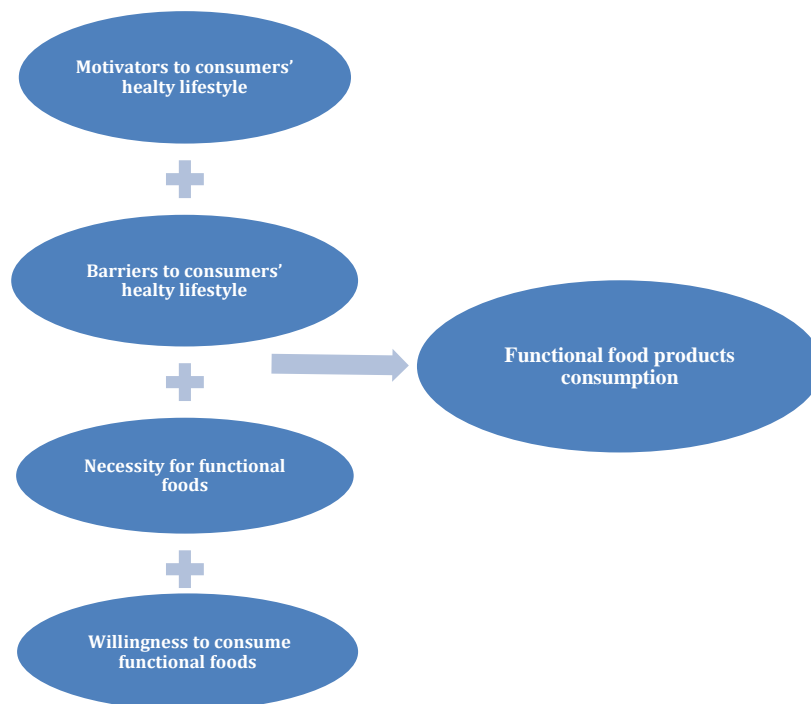 Motivators to consumers’
healty lifestyle
Barriers to consumers’
healty lifestyle
Necessity for functional
foods
Willingness to consume
functional foods
Functional food products
consumption